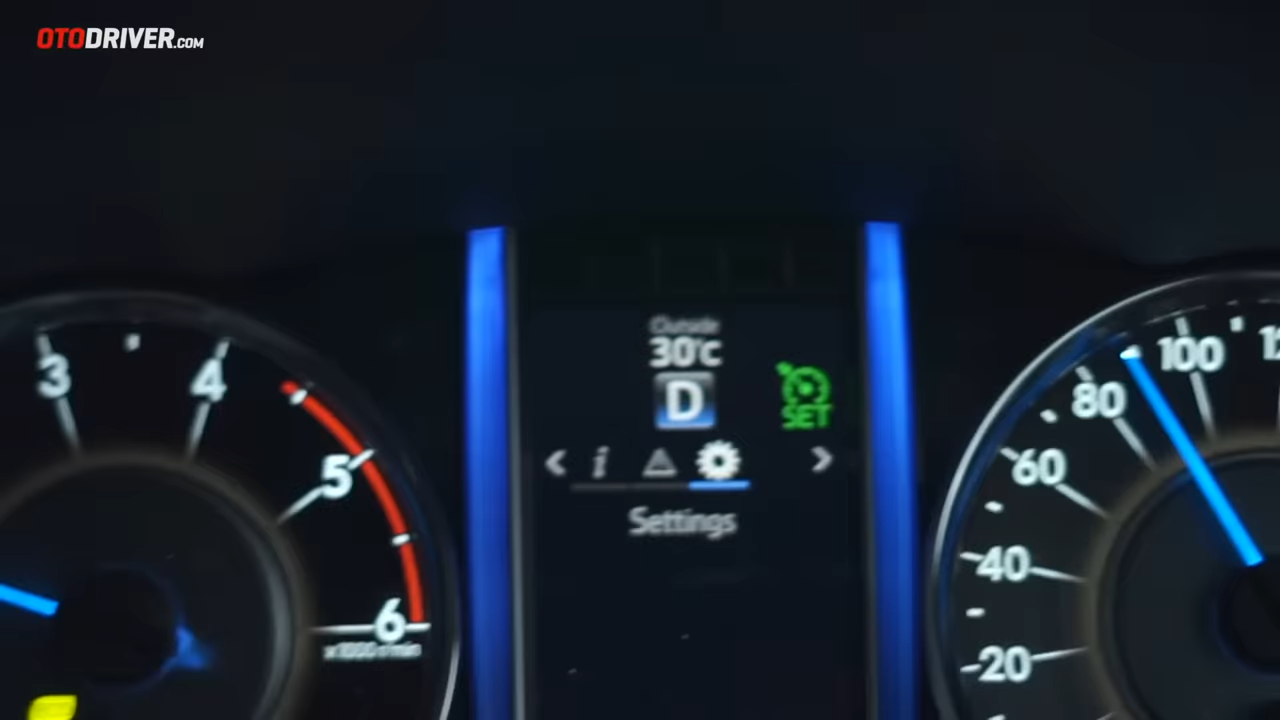 OTODRIVER.COM
Outside
30°C
D
SET
i
Settings
3
4
5
6
x1000r/min
20
40
60
80
100